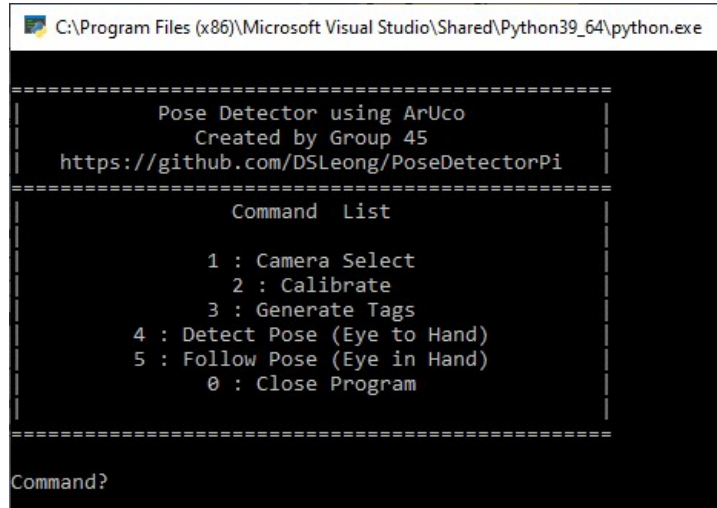 C:\Program Files (x86)\Microsoft Visual Studio\Shared\Python39_64\python.exe
=================================================
| Pose Detector using ArUco |
| Created by Group 45 |
| https://github.com/DSLeong/PoseDetectorPi |
=================================================
| Command  List |
| |
| 1 : Camera Select |
| 2 : Calibrate |
| 3 : Generate Tags |
| 4 : Detect Pose (Eye to Hand) |
| 5 : Follow Pose (Eye in Hand) |
| 0 : Close Program |
| |
=================================================
Command?